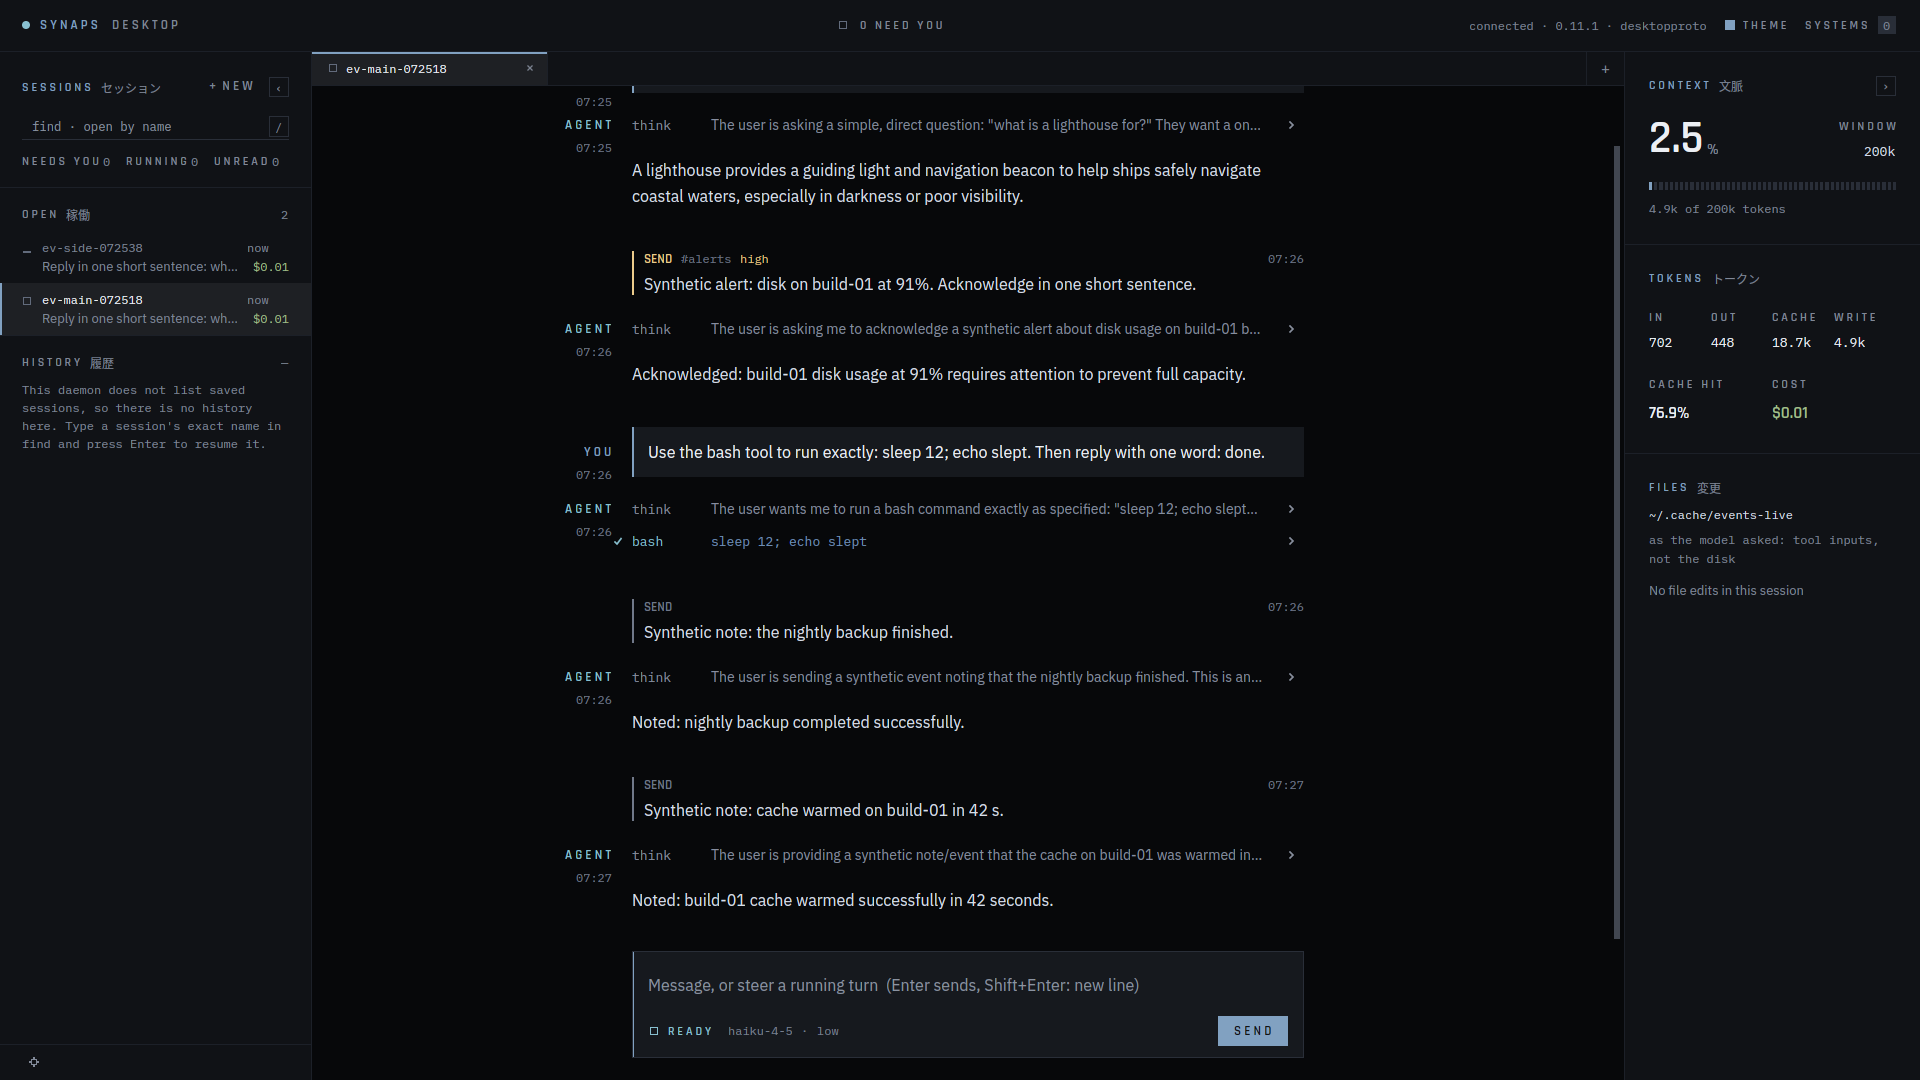 SYNAPS DESKTOP
0 NEED YOU
connected · 0.11.1 · desktopproto
THEME
SYSTEMS 0
SESSIONS セッション
+ NEW
‹
find · open by name
/
NEEDS YOU 0 RUNNING 0 UNREAD 0
OPEN 稼働
2
ev-side-072538 now
Reply in one short sentence: wh... $0.01
ev-main-072518 now
Reply in one short sentence: wh... $0.01
HISTORY 履歴
—
This daemon does not list saved
sessions, so there is no history
here. Type a session's exact name in
find and press Enter to resume it.
ev-main-072518 ×
+
07:25
AGENT think The user is asking a simple, direct question: "what is a lighthouse for?" They want a on... ›
07:25
A lighthouse provides a guiding light and navigation beacon to help ships safely navigate
coastal waters, especially in darkness or poor visibility.
SEND #alerts high 07:26
Synthetic alert: disk on build-01 at 91%. Acknowledge in one short sentence.
AGENT think The user is asking me to acknowledge a synthetic alert about disk usage on build-01 b... ›
07:26
Acknowledged: build-01 disk usage at 91% requires attention to prevent full capacity.
YOU Use the bash tool to run exactly: sleep 12; echo slept. Then reply with one word: done.
07:26
AGENT think The user wants me to run a bash command exactly as specified: "sleep 12; echo slept... ›
07:26
✓ bash sleep 12; echo slept ›
SEND 07:26
Synthetic note: the nightly backup finished.
AGENT think The user is sending a synthetic event noting that the nightly backup finished. This is an... ›
07:26
Noted: nightly backup completed successfully.
SEND 07:27
Synthetic note: cache warmed on build-01 in 42 s.
AGENT think The user is providing a synthetic note/event that the cache on build-01 was warmed in... ›
07:27
Noted: build-01 cache warmed successfully in 42 seconds.
Message, or steer a running turn (Enter sends, Shift+Enter: new line)
READY haiku-4-5 · low
SEND
CONTEXT 文脈
›
2.5 %
WINDOW
200k
4.9k of 200k tokens
TOKENS トークン
IN OUT CACHE WRITE
702 448 18.7k 4.9k
CACHE HIT COST
76.9% $0.01
FILES 変更
~/.cache/events-live
as the model asked: tool inputs,
not the disk
No file edits in this session